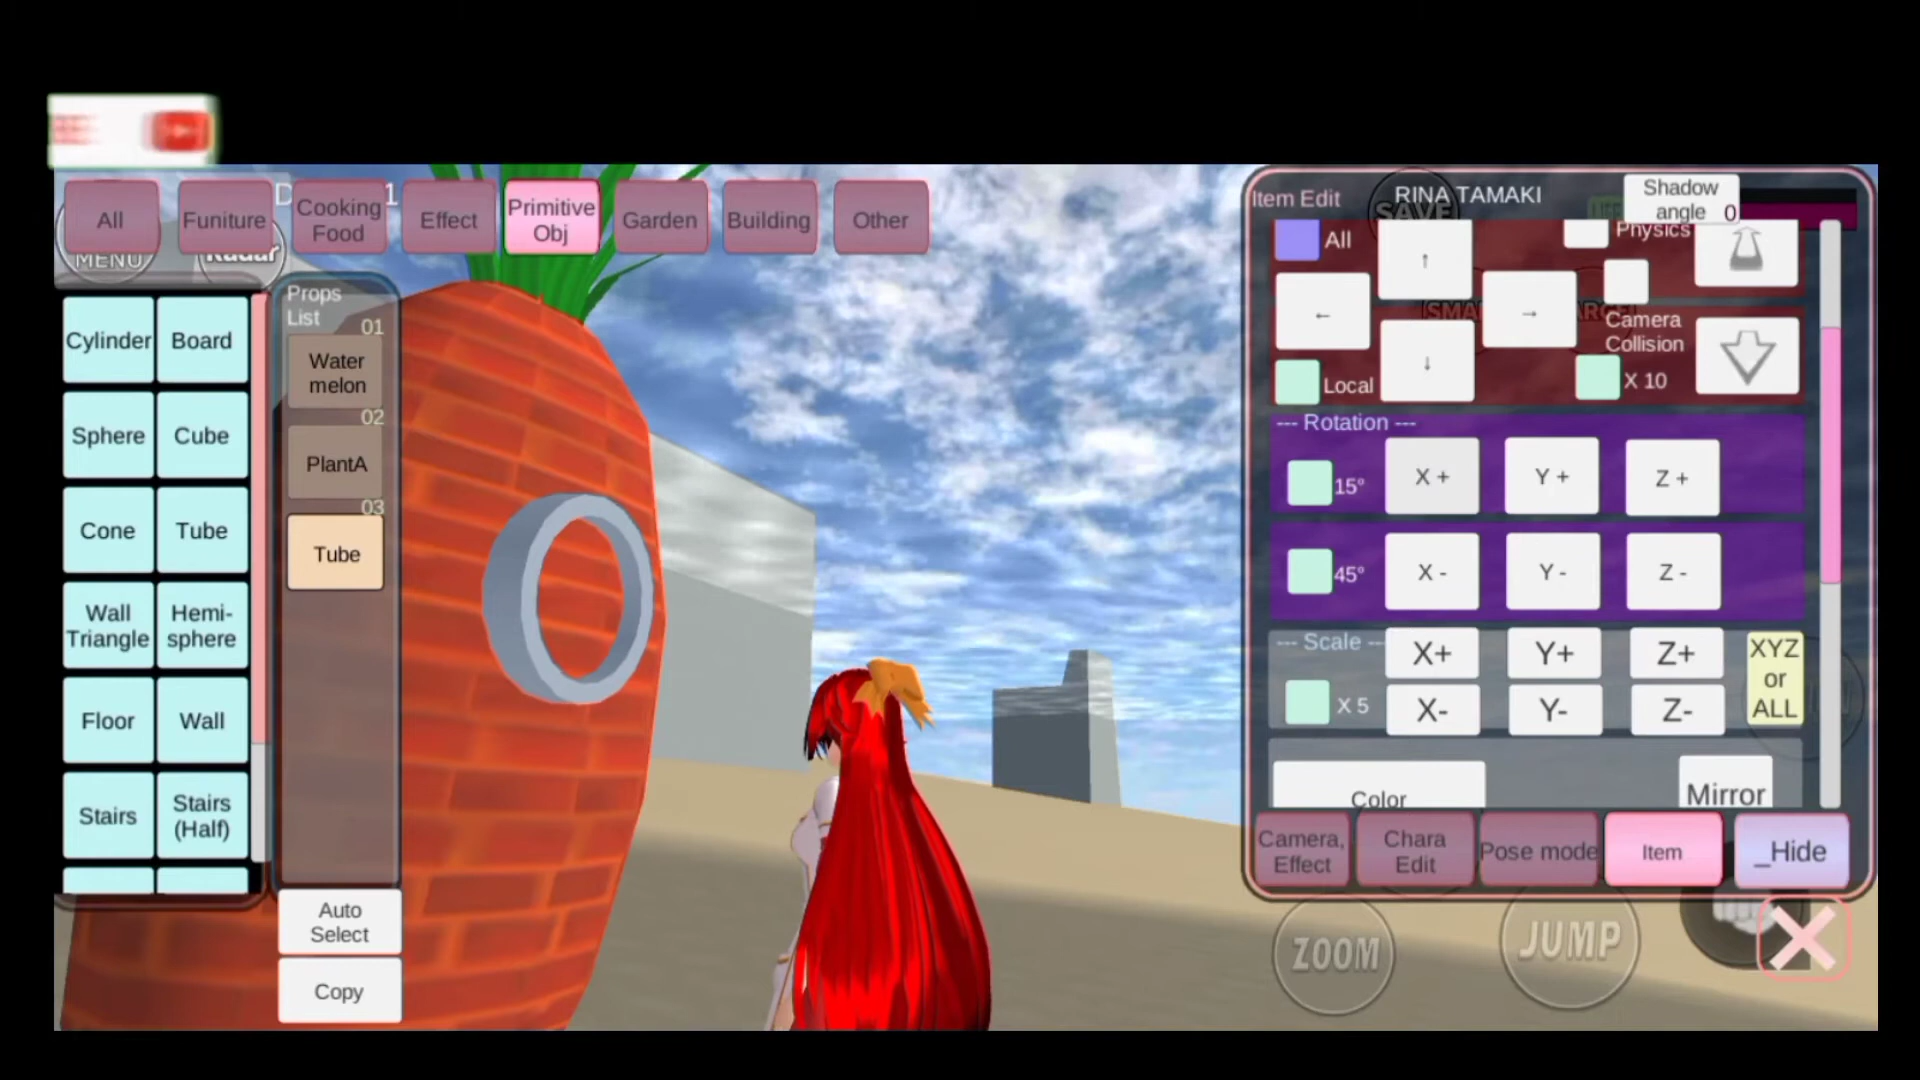 All
Funiture
Cooking
Food
Effect
Primitive
Obj
Garden
Building
Other
MENU
Radar
Cylinder
Board
Sphere
Cube
Cone
Tube
Wall
Triangle
Hemi-
sphere
Floor
Wall
Stairs
Stairs
(Half)
Props
List
01
Water
melon
02
PlantA
03
Tube
Auto
Select
Copy
Item Edit
RINA TAMAKI
SAVE
Shadow
angle
0
All
↑
Physics
←
→
Camera
Collision
Local
↓
X 10
--- Rotation ---
15°
X +
Y +
Z +
45°
X -
Y -
Z -
--- Scale ---
X+
Y+
Z+
XYZ
or
ALL
X 5
X-
Y-
Z-
Color
Mirror
Camera,
Effect
Chara
Edit
Pose mode
Item
_Hide
ZOOM
JUMP